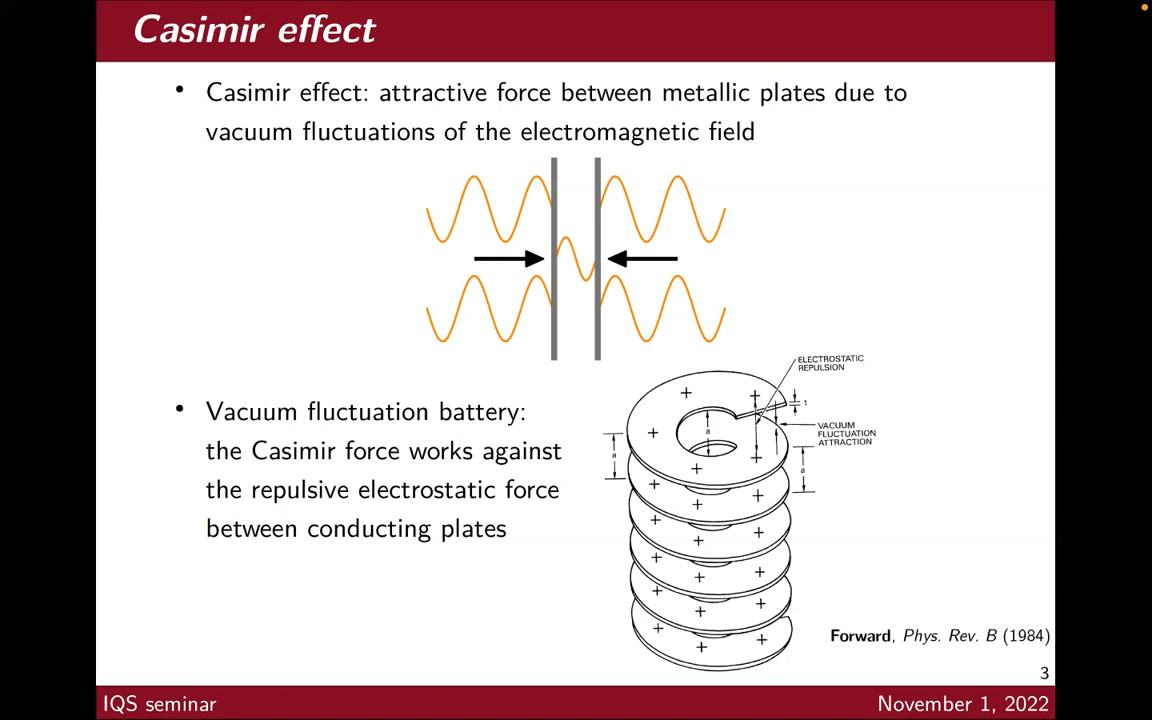 Casimir effect
• Casimir effect: attractive force between metallic plates due to
vacuum fluctuations of the electromagnetic field
• Vacuum fluctuation battery:
the Casimir force works against
the repulsive electrostatic force
between conducting plates
ELECTROSTATIC
REPULSION
t
VACUUM
FLUCTUATION
ATTRACTION
a
a
a
Forward, Phys. Rev. B (1984)
3
IQS seminar
November 1, 2022